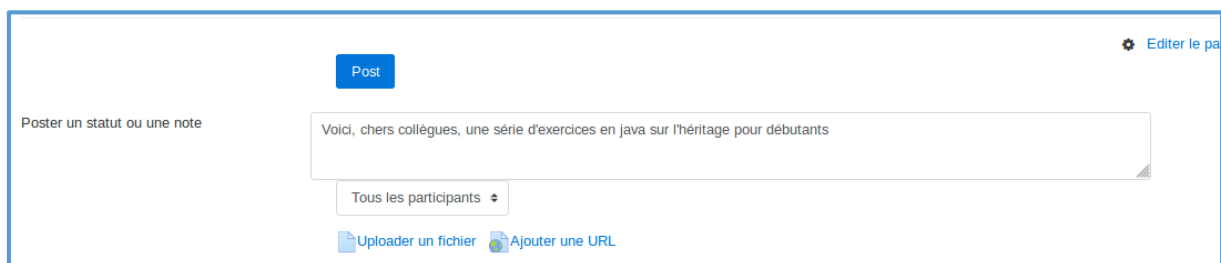 Editer le pa
Post
Poster un statut ou une note
Voici, chers collègues, une série d'exercices en java sur l'héritage pour débutants
Tous les participants
Uploader un fichier Ajouter une URL